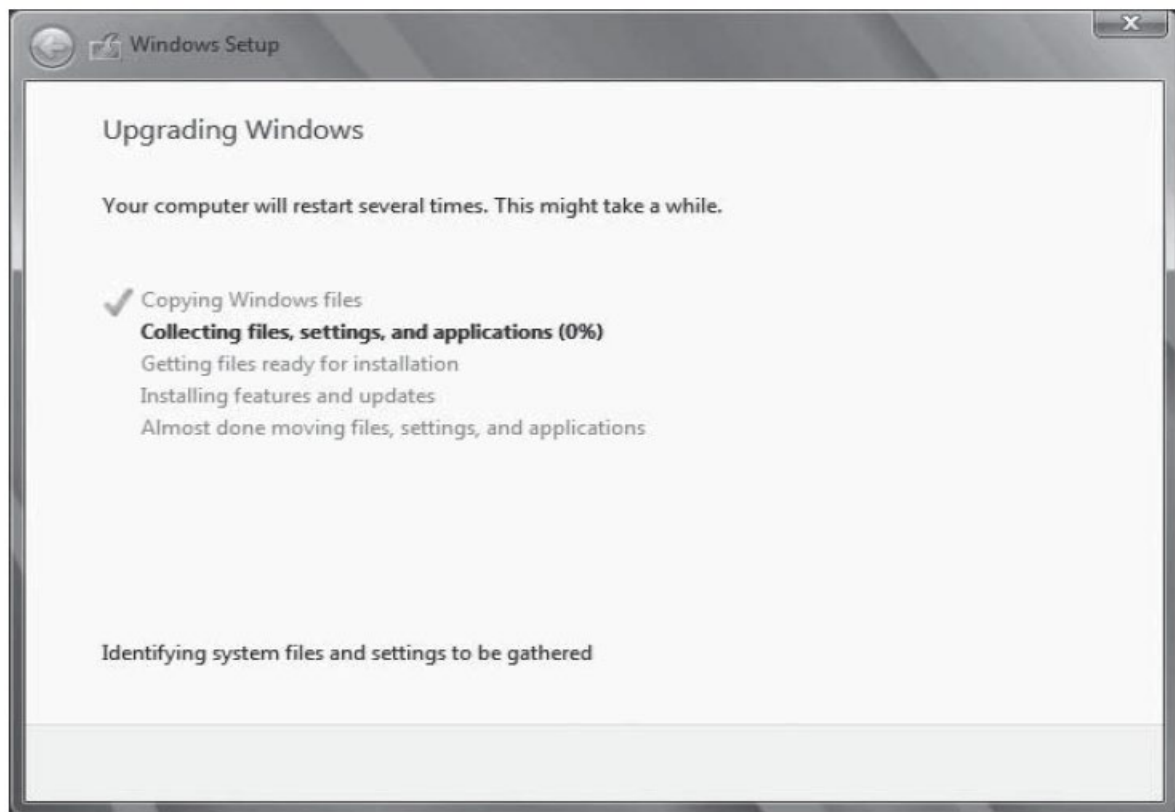 Windows Setup
Upgrading Windows
Your computer will restart several times. This might take a while.
Copying Windows files
Collecting files, settings, and applications (0%)
Getting files ready for installation
Installing features and updates
Almost done moving files, settings, and applications
Identifying system files and settings to be gathered